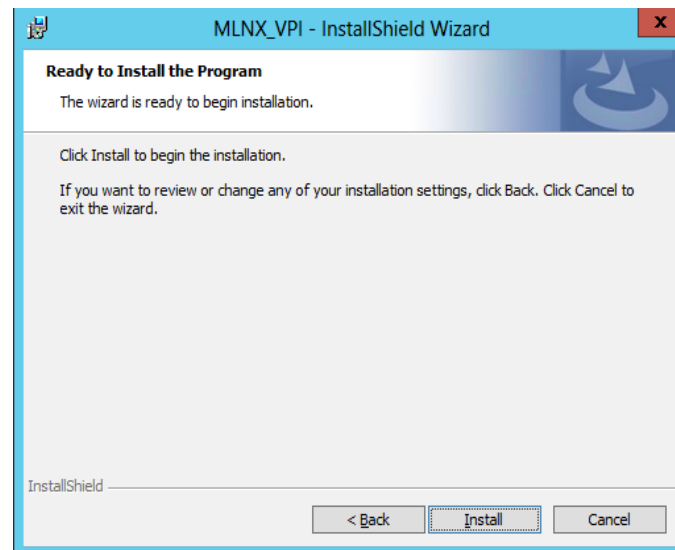 MLNX_VPI - InstallShield Wizard
x
Ready to Install the Program
The wizard is ready to begin installation.
Click Install to begin the installation.
If you want to review or change any of your installation settings, click Back. Click Cancel to
exit the wizard.
InstallShield
< Back Install Cancel